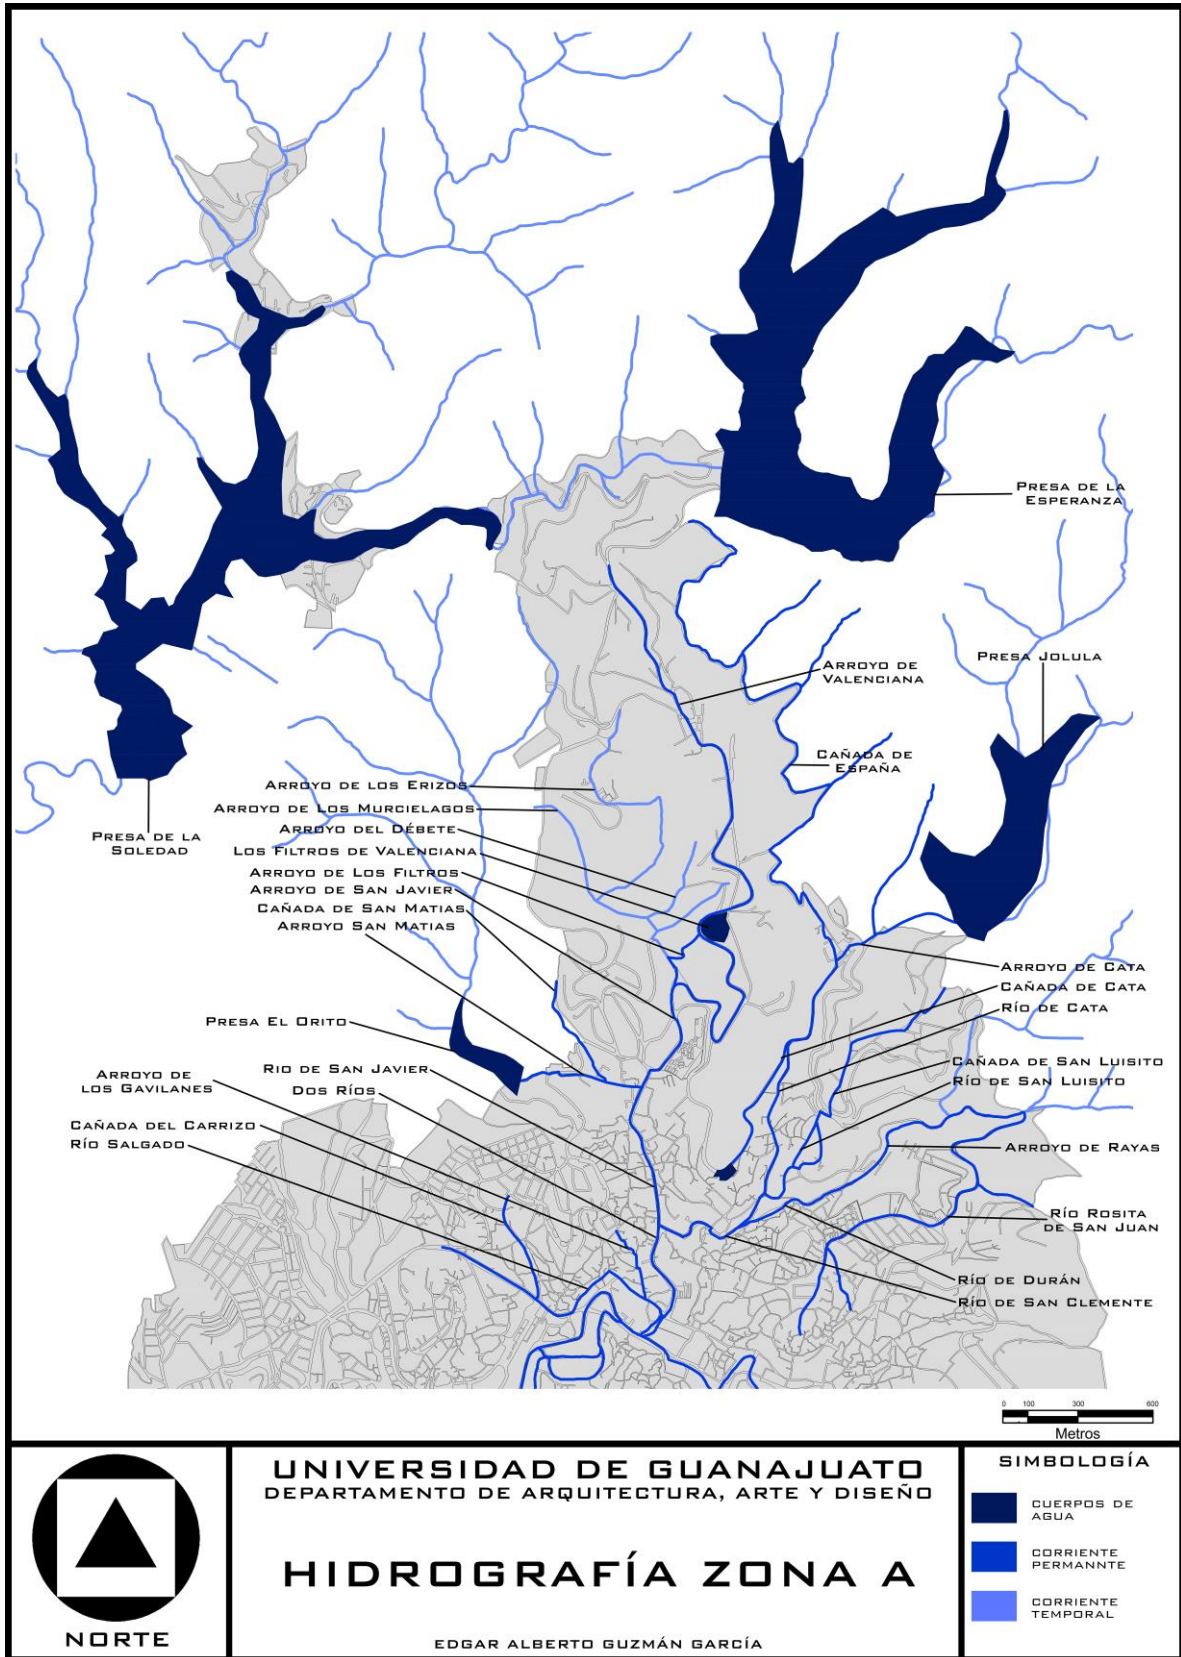 PRESA DE LA
ESPERANZA
ARROYO DE
VALENCIANA
PRESA JOLULA
CAÑADA DE
ESPAÑA
ARROYO DE LOS ERIZOS
ARROYO DE LOS MURCIELAGOS
ARROYO DEL DÉBETE
PRESA DE LA
SOLEDAD
LOS FILTROS DE VALENCIANA
ARROYO DE LOS FILTROS
ARROYO DE SAN JAVIER
CAÑADA DE SAN MATIAS
ARROYO SAN MATIAS
ARROYO DE CATA
CAÑADA DE CATA
RÍO DE CATA
PRESA EL ORITO
CAÑADA DE SAN LUISITO
RÍO DE SAN LUISITO
RIO DE SAN JAVIER
ARROYO DE
LOS GAVILANES
DOS RÍOS
CAÑADA DEL CARRIZO
RÍO SALGADO
ARROYO DE RAYAS
RÍO ROSITA
DE SAN JUAN
RÍO DE DURÁN
RÍO DE SAN CLEMENTE
0 100 300 600
Metros
NORTE
UNIVERSIDAD DE GUANAJUATO
DEPARTAMENTO DE ARQUITECTURA, ARTE Y DISEÑO
HIDROGRAFÍA ZONA A
EDGAR ALBERTO GUZMÁN GARCÍA
SIMBOLOGÍA
CUERPOS DE
AGUA
CORRIENTE
PERMANNTE
CORRIENTE
TEMPORAL